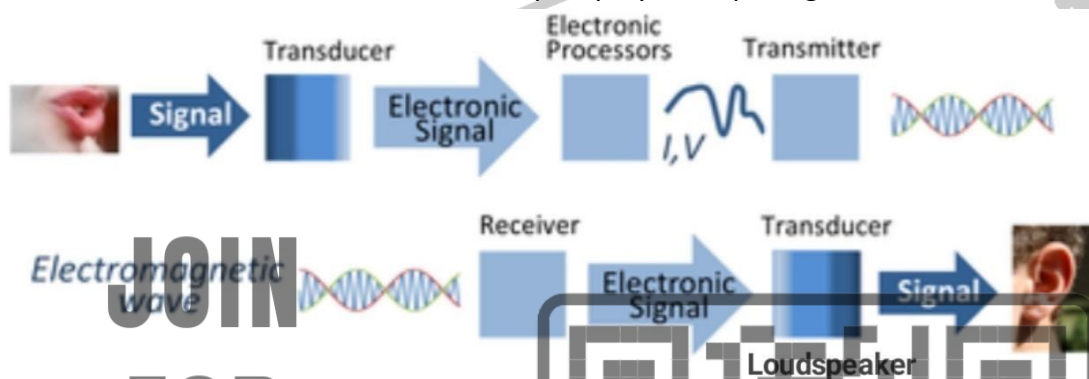 Electronic
Processors
Transducer
Transmitter
Signal
Electronic
Signal
I,V
Receiver
Transducer
Electromagnetic
wave
Electronic
Signal
Signal
JOIN
Loudspeaker